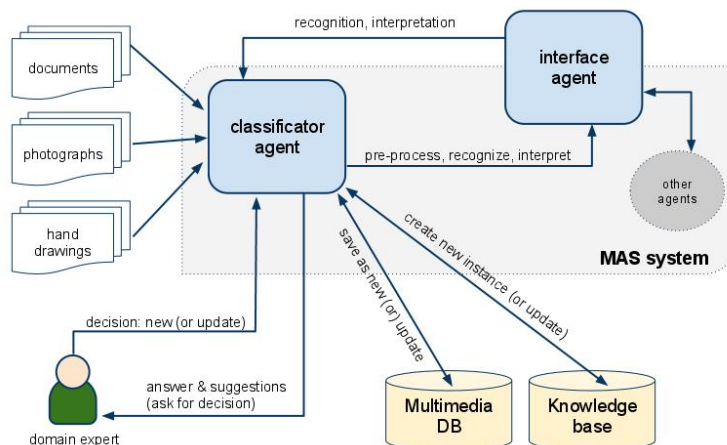 recognition, interpretation
documents
interface
agent
classificator
agent
photographs
pre-process, recognize, interpret
other
agents
hand
drawings
MAS system
save as new (or) update
create new instance (or update)
decision: new (or update)
answer & suggestions
(ask for decision)
domain expert
Multimedia
DB
Knowledge
base